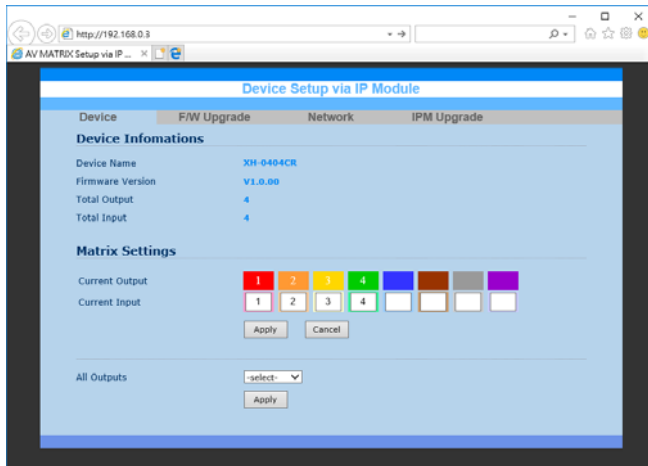 http://192.168.0.3
AV MATRIX Setup via IP ...
Device Setup via IP Module
Device F/W Upgrade Network IPM Upgrade
Device Infomations
Device Name XH-0404CR
Firmware Version V1.0.00
Total Output 4
Total Input 4
Matrix Settings
Current Output 1 2 3 4
Current Input 1 2 3 4
Apply Cancel
All Outputs -select-
Apply